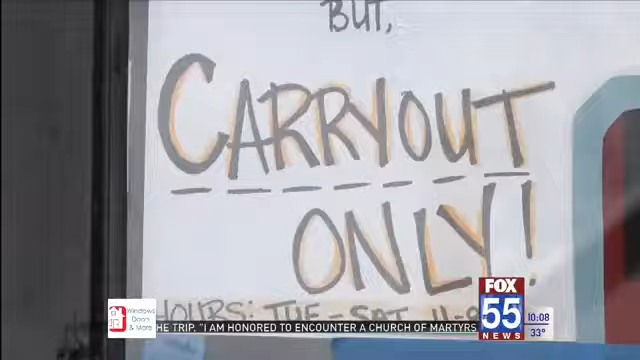 BUT,
CARRYOUT
ONLY!
HOURS: TUE - SAT 11-
Windows
Doors
& More
HE TRIP. "I AM HONORED TO ENCOUNTER A CHURCH OF MARTYRS
FOX
55
NEWS
10:08
33°